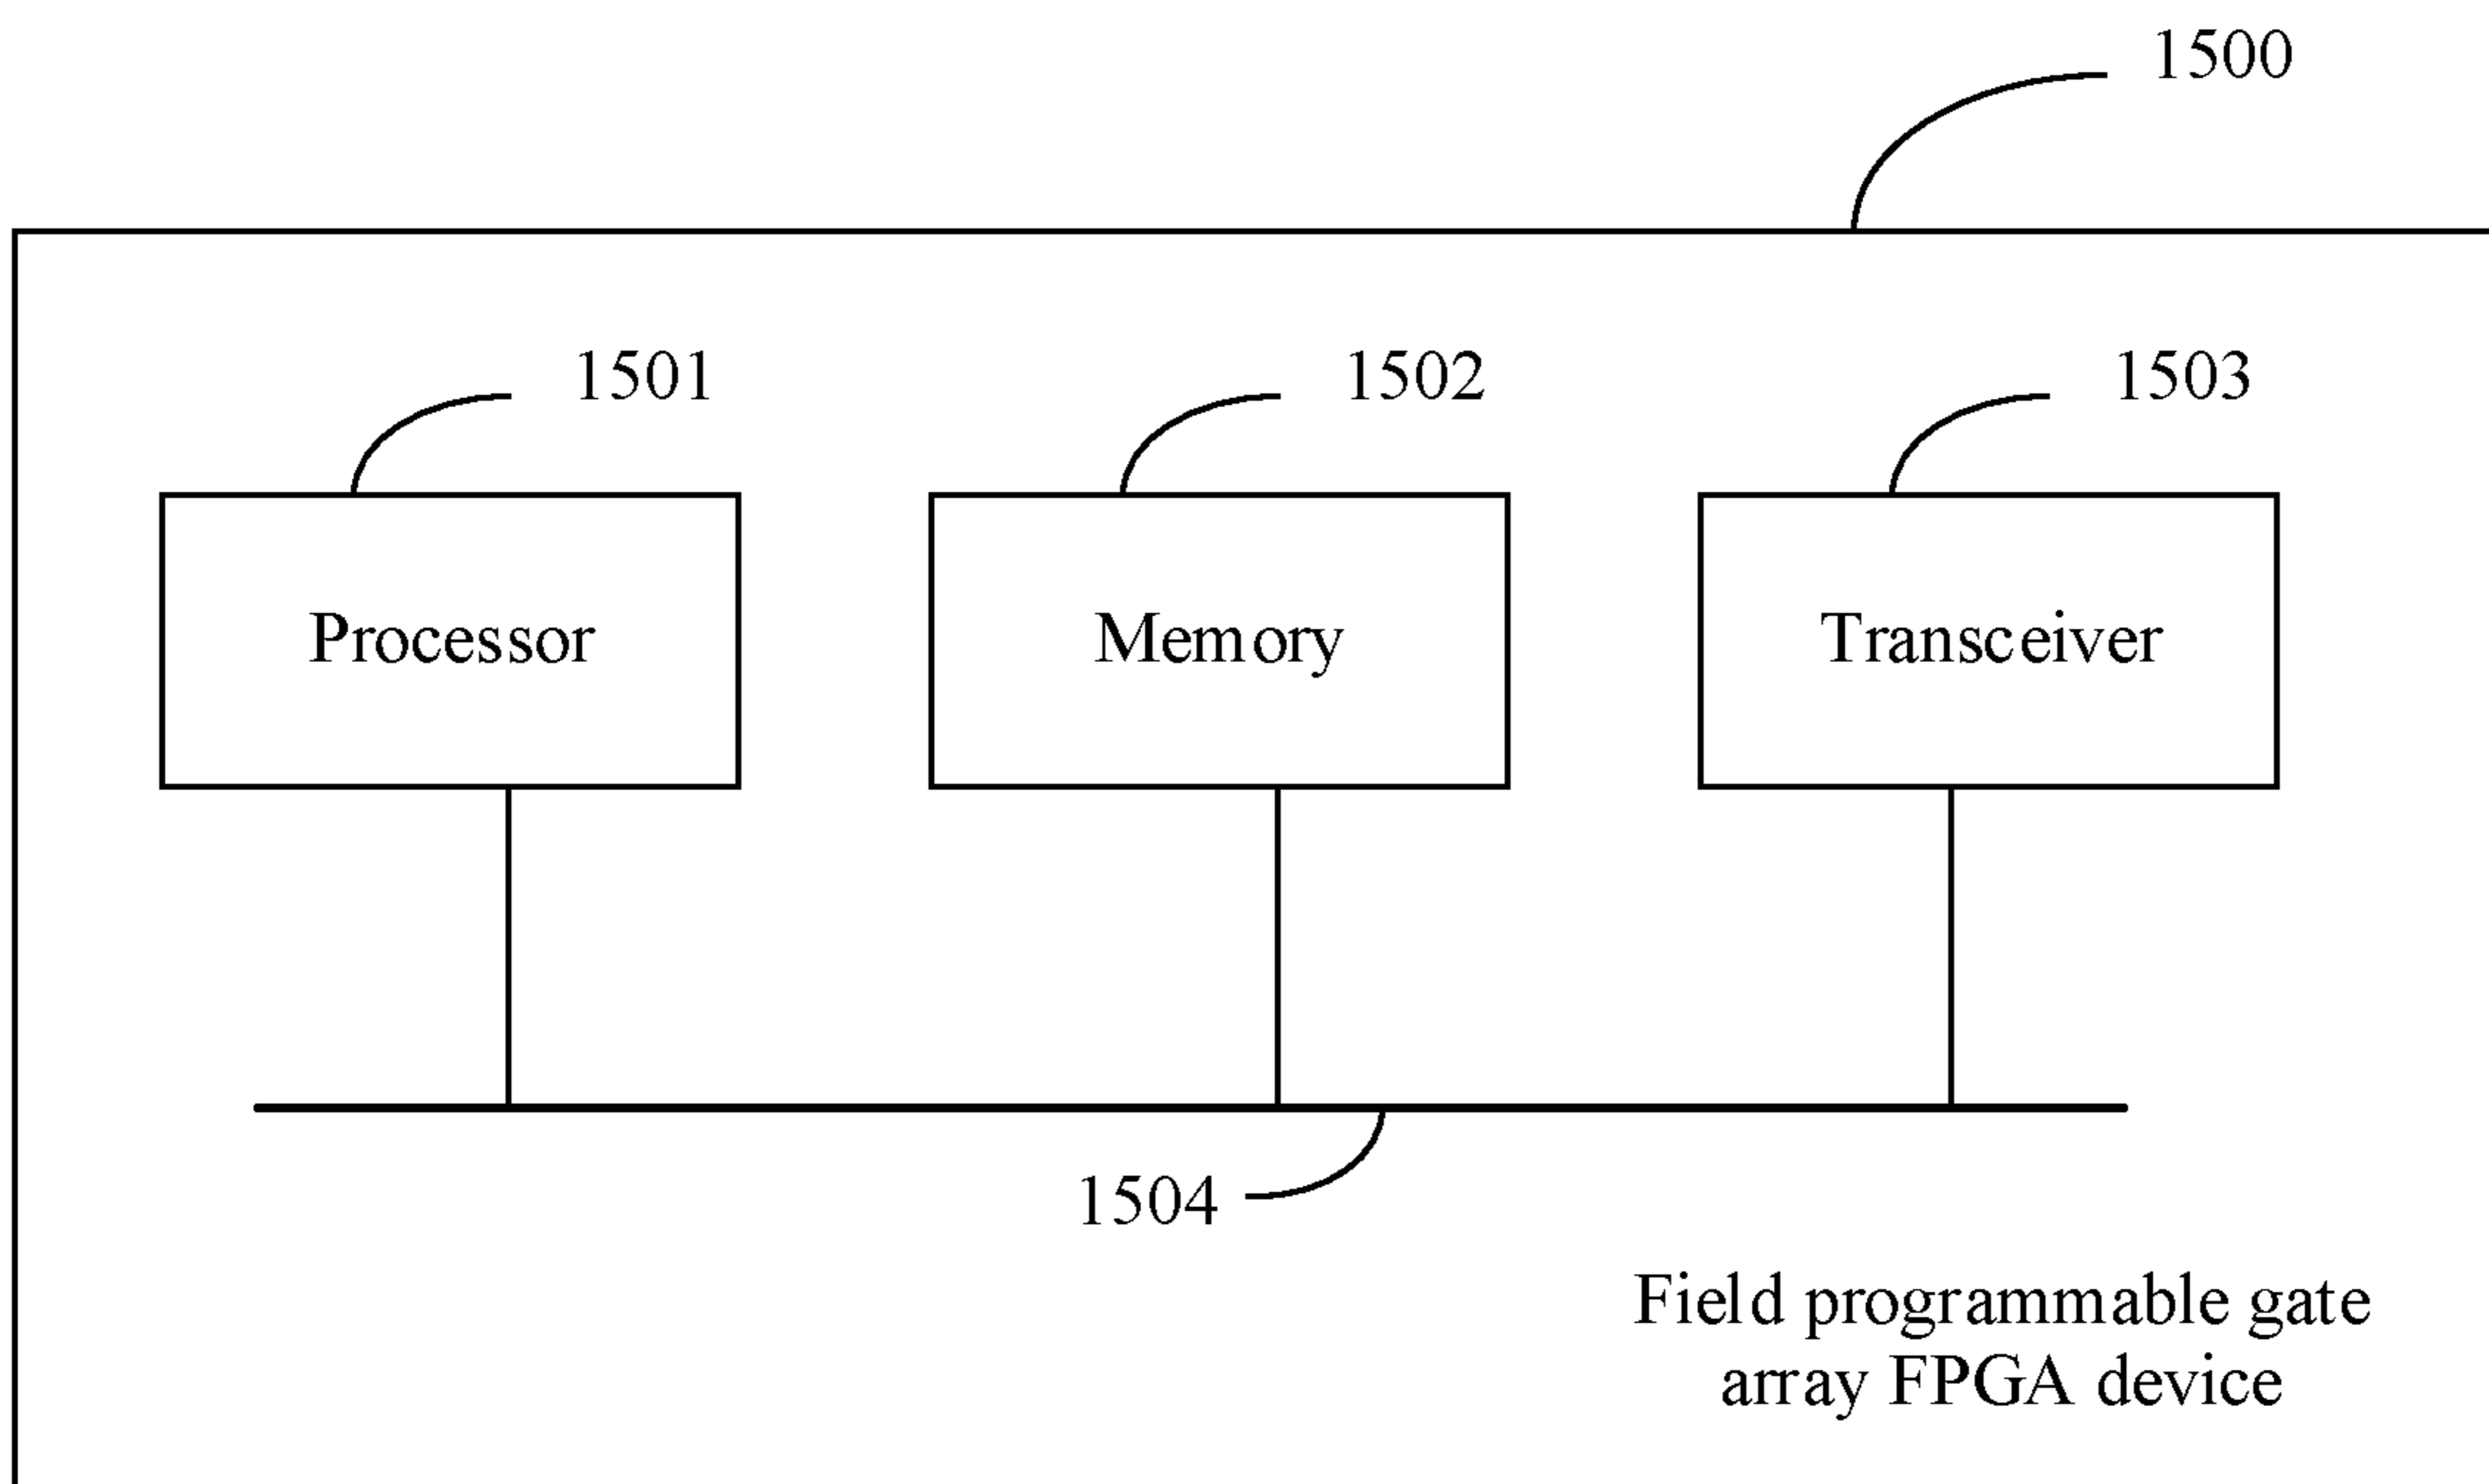 1500
1501
1502
1503
Processor
Memory
Transceiver
1504
Field programmable gate
array FPGA device